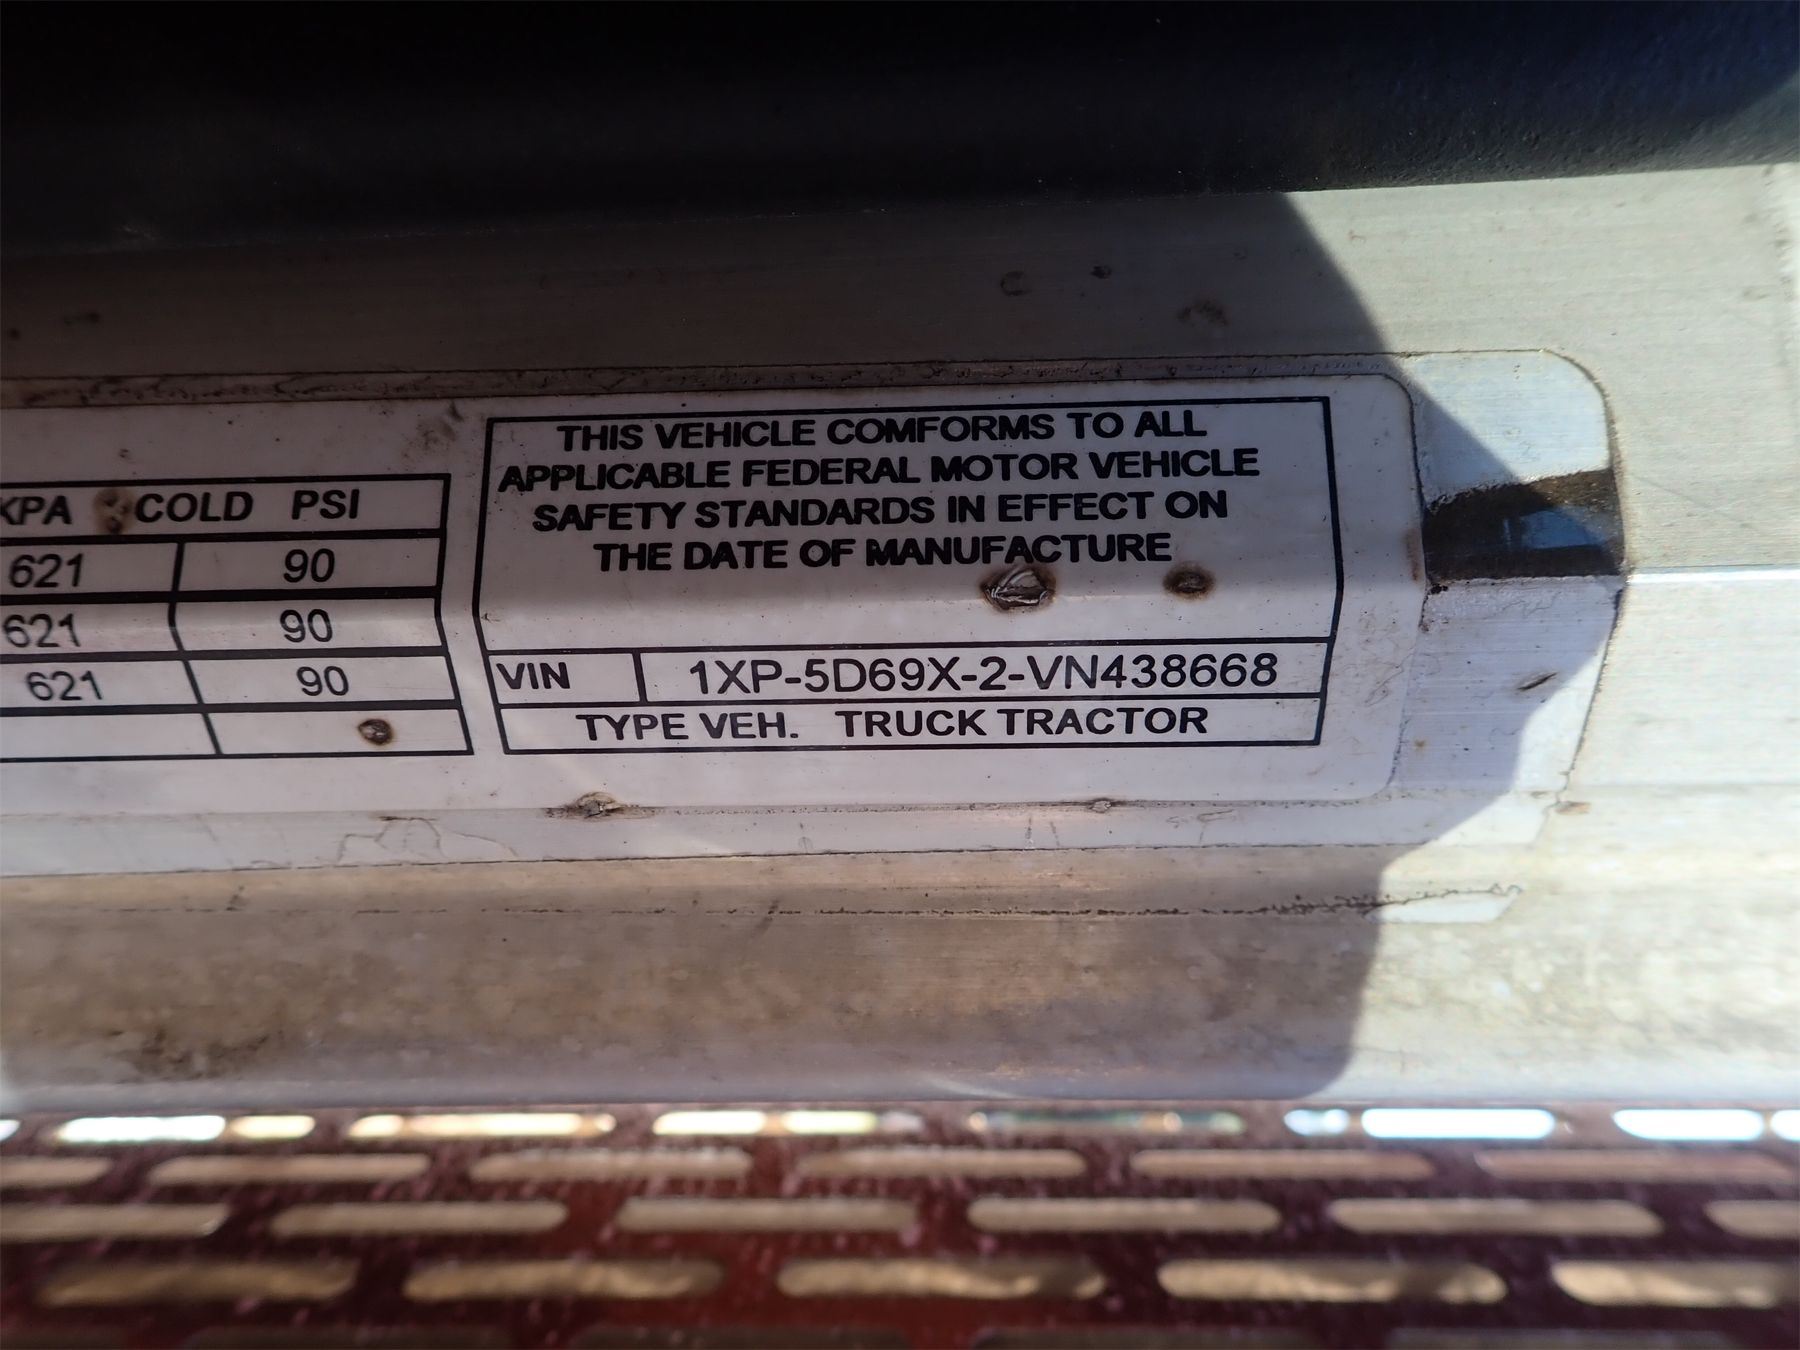 KPA COLD PSI
621 90
621 90
621 90
THIS VEHICLE COMFORMS TO ALL
APPLICABLE FEDERAL MOTOR VEHICLE
SAFETY STANDARDS IN EFFECT ON
THE DATE OF MANUFACTURE
VIN 1XP-5D69X-2-VN438668
TYPE VEH. TRUCK TRACTOR